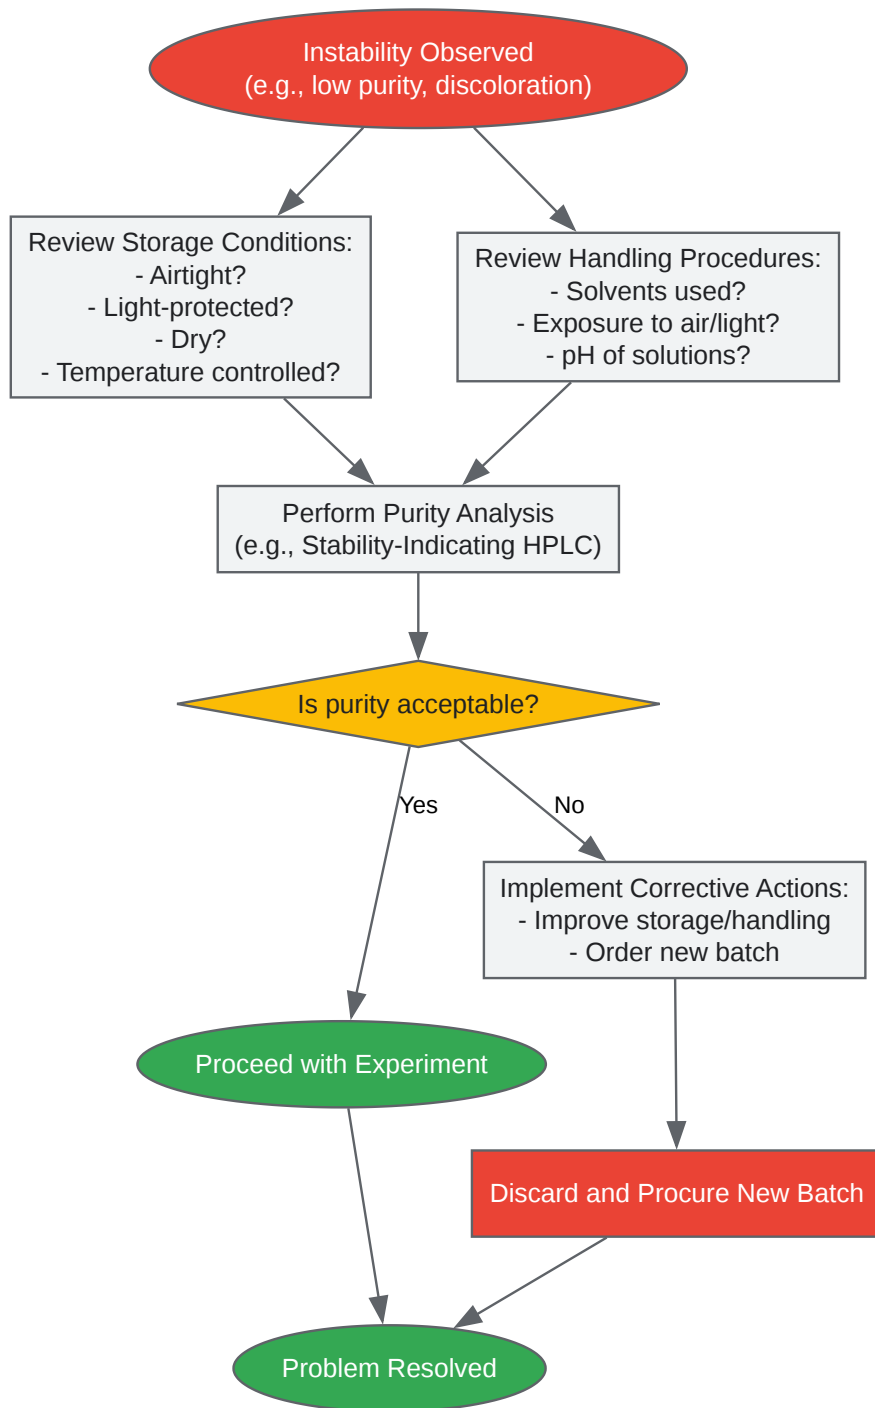 Instability Observed
(e.g., low purity, discoloration)
Review Storage Conditions:
- Airtight?
- Light-protected?
- Dry?
- Temperature controlled?
Review Handling Procedures:
- Solvents used?
- Exposure to air/light?
- pH of solutions?
Perform Purity Analysis
(e.g., Stability-Indicating HPLC)
Is purity acceptable?
Yes
No
Implement Corrective Actions:
- Improve storage/handling
- Order new batch
Proceed with Experiment
Discard and Procure New Batch
Problem Resolved